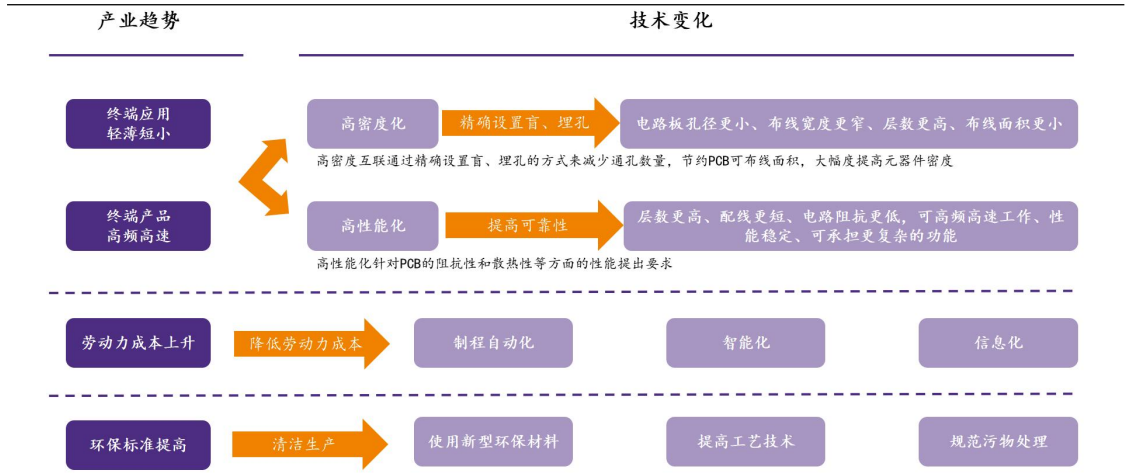 产业趋势
技术变化
终端应用
轻薄短小
高密度化
精确设置盲、埋孔
电路板孔径更小、布线宽度更窄、层数更高、布线面积更小
高密度互联通过精确设置盲、埋孔的方式来减少通孔数量，节约PCB可布线面积，大幅度提高元器件密度
终端产品
高频高速
高性能化
提高可靠性
层数更高、配线更短、电路阻抗更低，可高频高速工作、性
能稳定、可承担更复杂的功能
高性能化针对PCB的阻抗性和散热性等方面的性能提出要求
劳动力成本上升
降低劳动力成本
制程自动化
智能化
信息化
环保标准提高
清洁生产
使用新型环保材料
提高工艺技术
规范污物处理